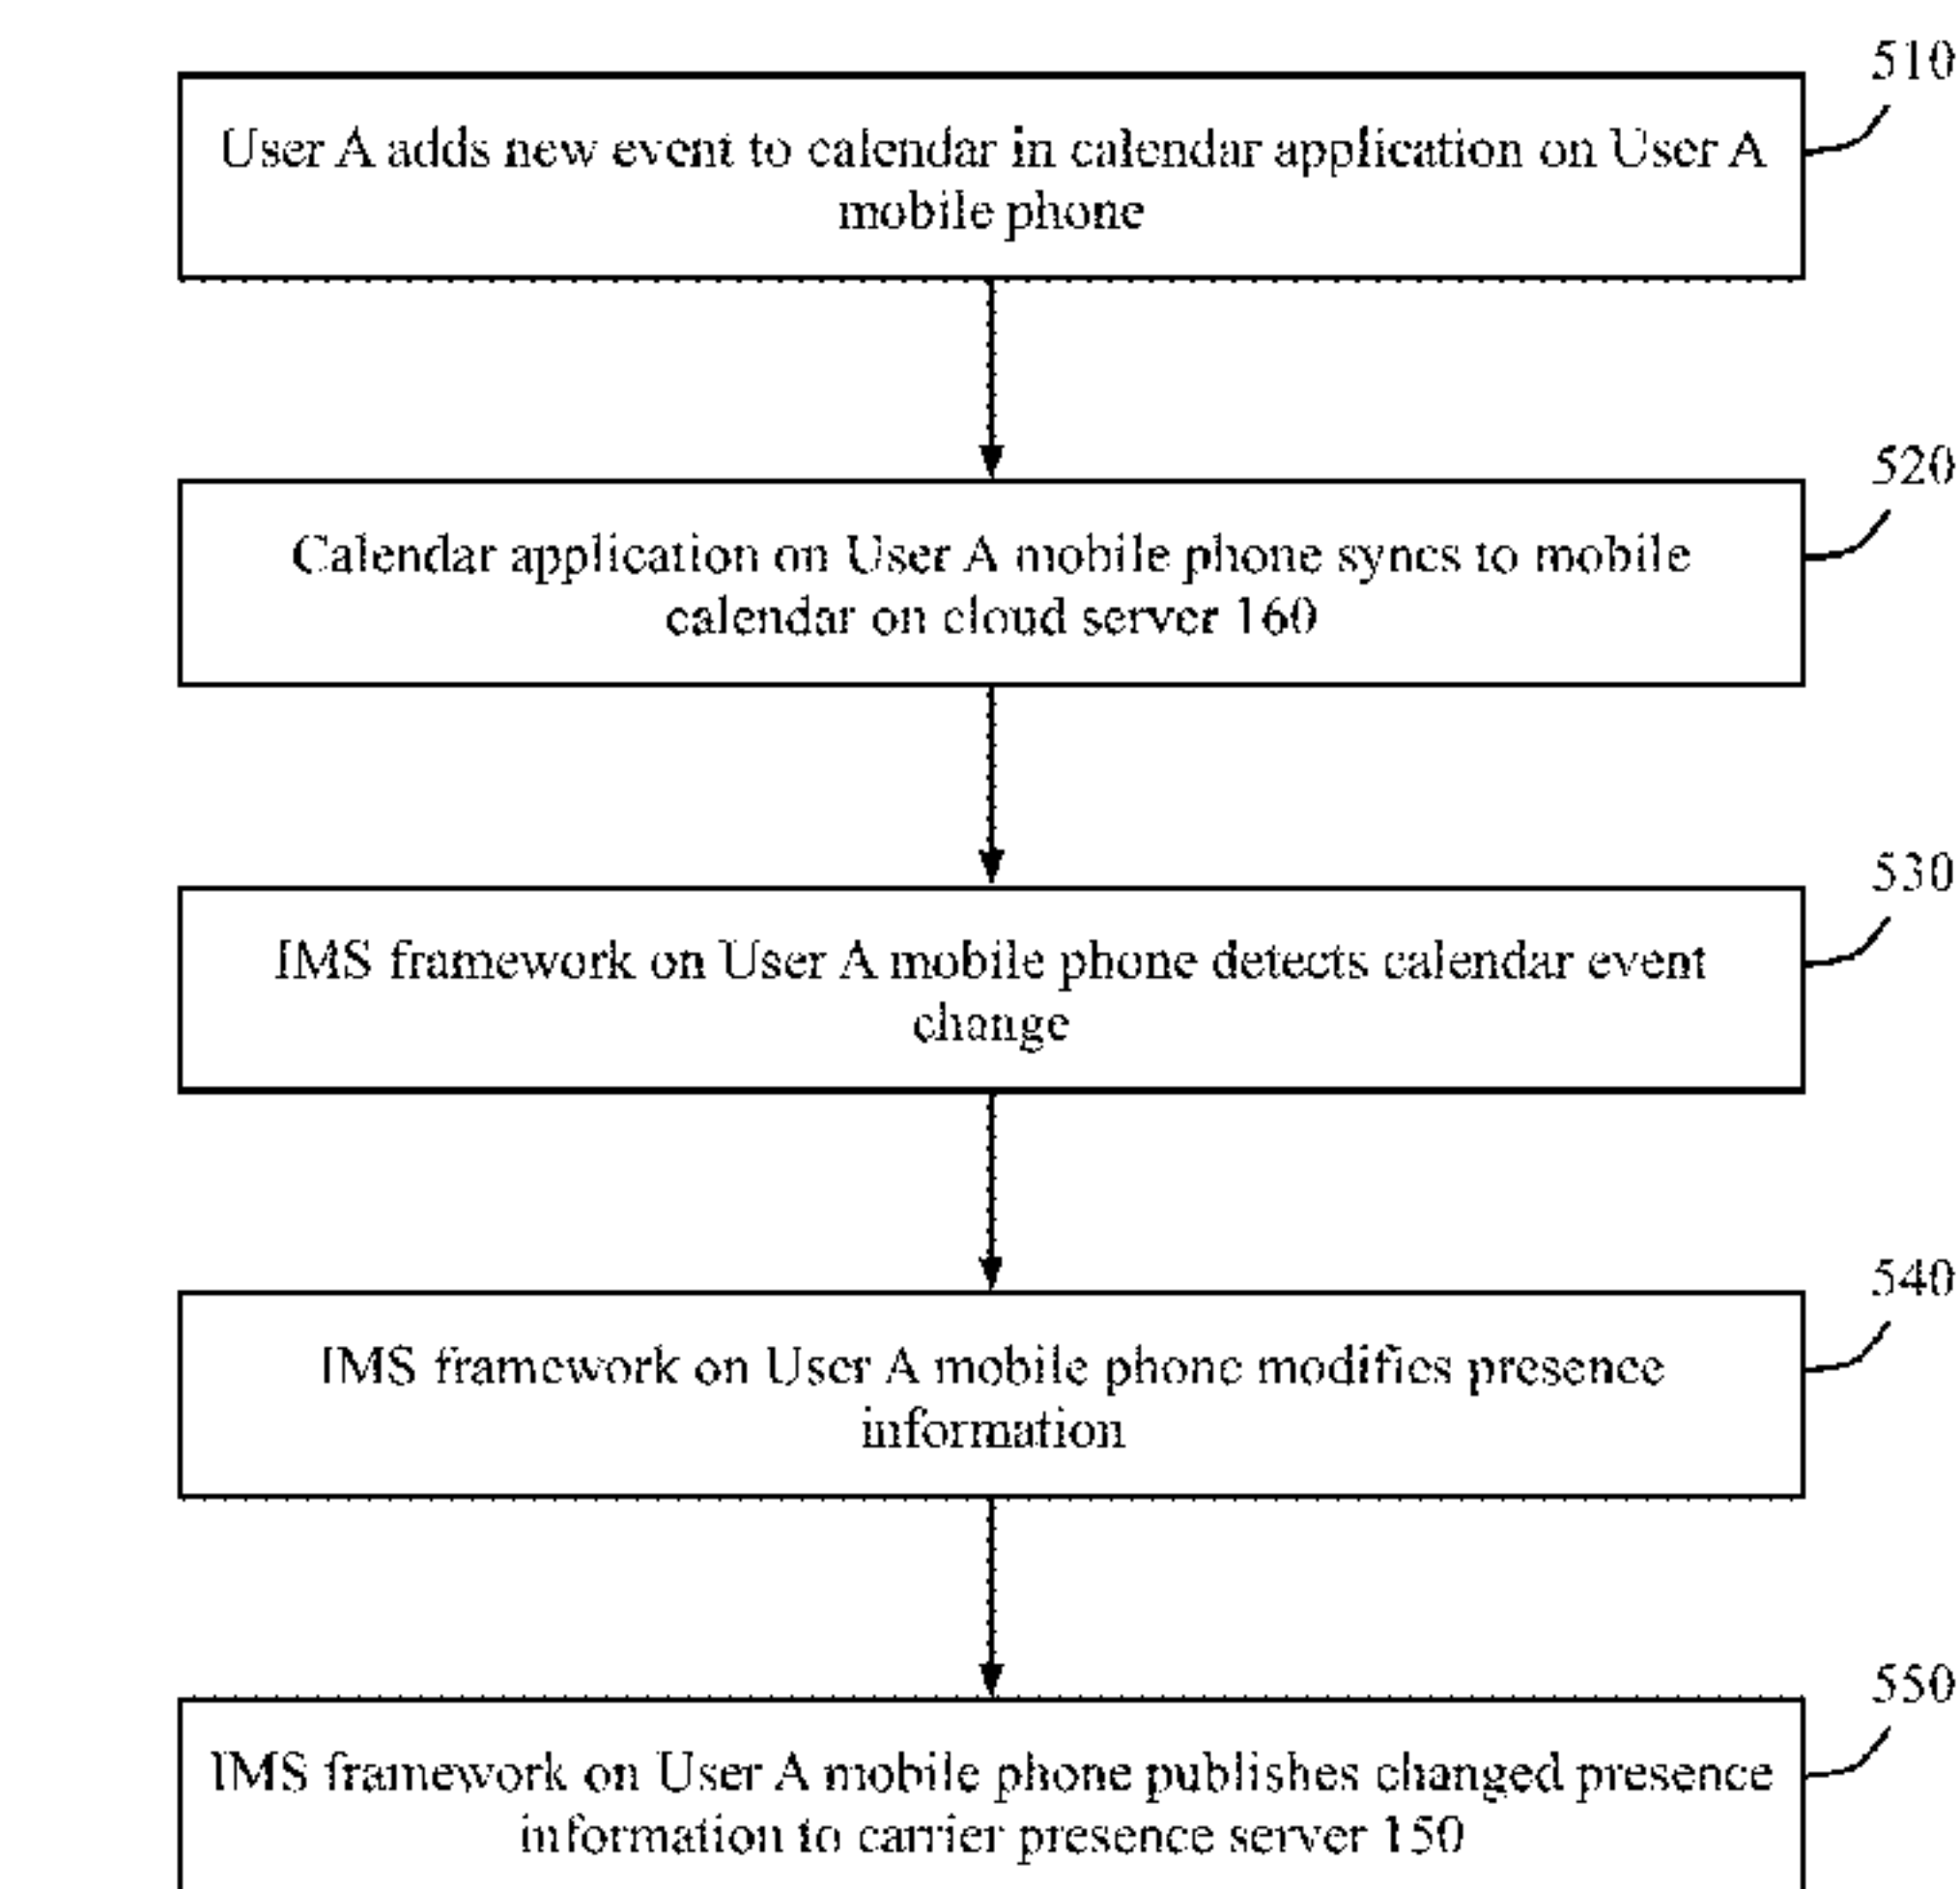 510
User A adds new event to calendar in calendar application on User A
mobile phone
520
Calendar application on User A mobile phone syncs to mobile
calendar on cloud server 160
530
IMS framework on User A mobile phone detects calendar event
change
540
IMS framework on User A mobile phone modifies presence
information
550
IMS framework on User A mobile phone publishes changed presence
information to carrier presence server 150